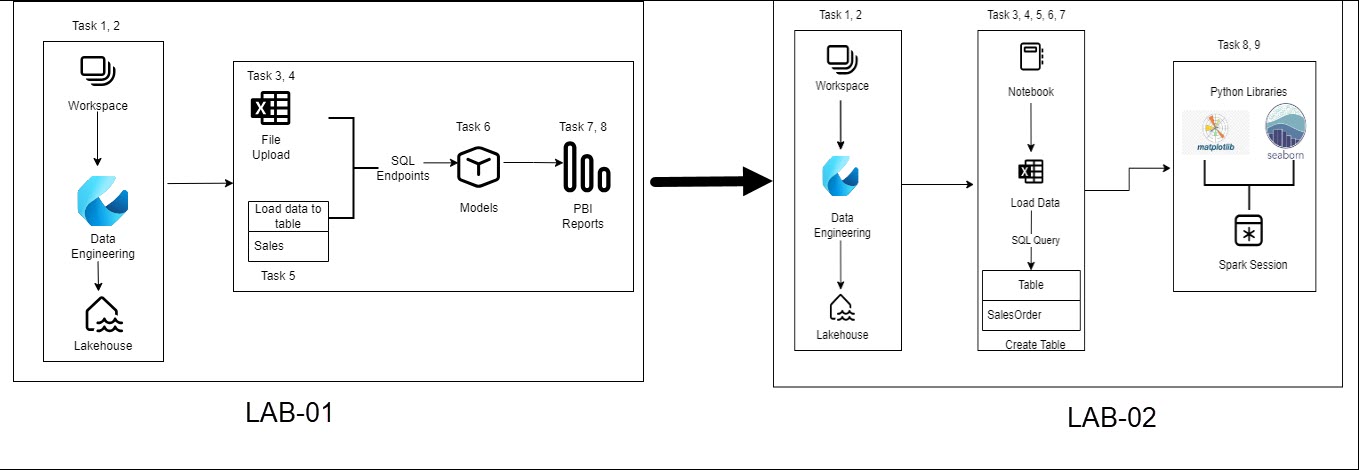 Task 1, 2
Workspace
Data
Engineering
Lakehouse
Task 3, 4
File
Upload
Load data to
table
Sales
Task 5
SQL
Endpoints
Task 6
Models
Task 7, 8
PBI
Reports
LAB-01
Task 1, 2
Workspace
Data
Engineering
Lakehouse
Task 3, 4, 5, 6, 7
Notebook
Load Data
SQL Query
Table
SalesOrder
Create Table
Task 8, 9
Python Libraries
matplotlib
seaborn
Spark Session
LAB-02